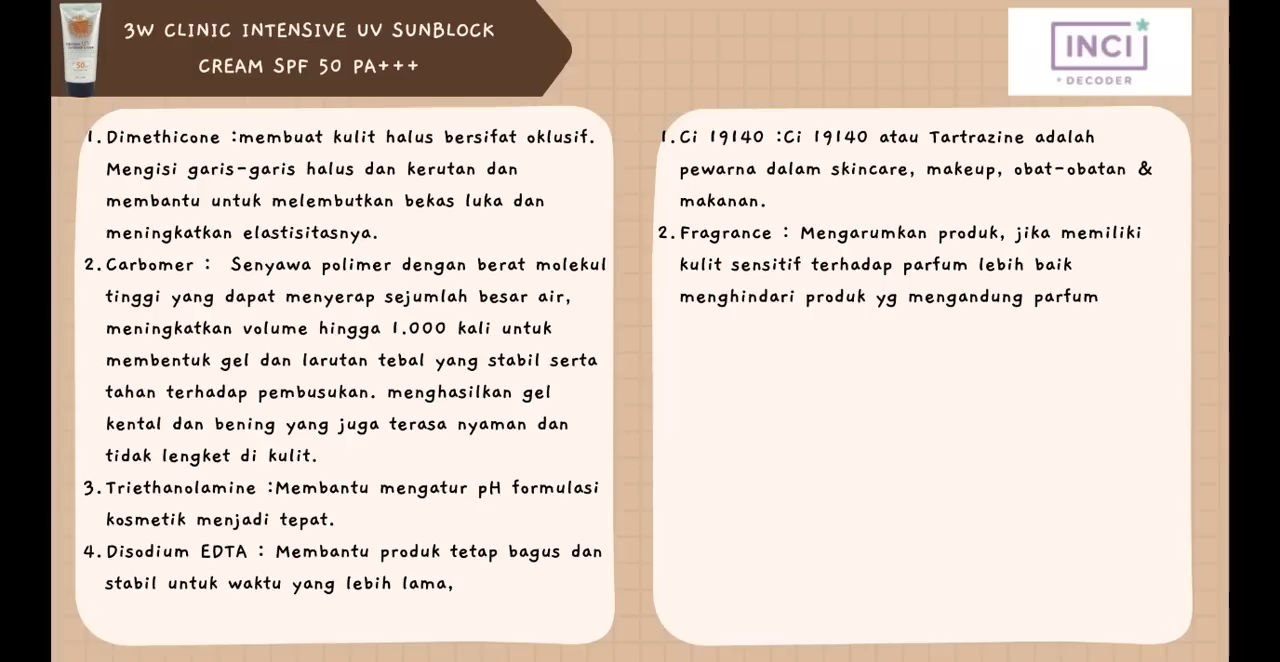 3W CLINIC INTENSIVE UV SUNBLOCK
CREAM SPF 50 PA+++
INCI
DECODER
1. Dimethicone :membuat kulit halus bersifat oklusif.
Mengisi garis-garis halus dan kerutan dan
membantu untuk melembutkan bekas luka dan
meningkatkan elastisitasnya.
2. Carbomer : Senyawa polimer dengan berat molekul
tinggi yang dapat menyerap sejumlah besar air,
meningkatkan volume hingga 1.000 kali untuk
membentuk gel dan larutan tebal yang stabil serta
tahan terhadap pembusukan. menghasilkan gel
kental dan bening yang juga terasa nyaman dan
tidak lengket di kulit.
3. Triethanolamine :Membantu mengatur pH formulasi
kosmetik menjadi tepat.
4. Disodium EDTA : Membantu produk tetap bagus dan
stabil untuk waktu yang lebih lama,
1. Ci 19140 :Ci 19140 atau Tartrazine adalah
pewarna dalam skincare, makeup, obat-obatan &
makanan.
2. Fragrance : Mengarumkan produk, jika memiliki
kulit sensitif terhadap parfum lebih baik
menghindari produk yg mengandung parfum